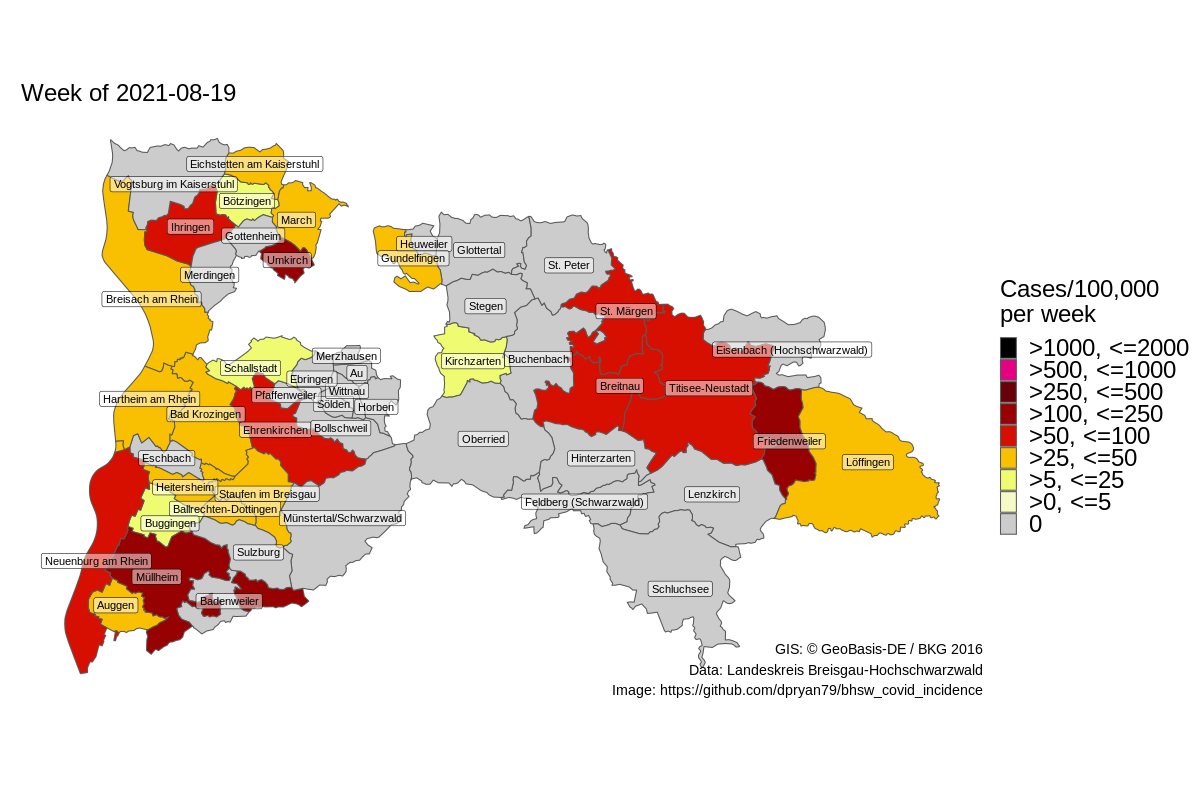 Week of 2021-08-19
Eichstetten am Kaiserstuhl
Vogtsburg im Kaiserstuhl
Bötzingen
March
Ihringen
Gottenheim
Umkirch
Merdingen
Breisach am Rhein
Heuweiler
Gundelfingen
Glottertal
St. Peter
Stegen
St. Märgen
Eisenbach (Hochschwarzwald)
Kirchzarten
Buchenbach
Breitnau
Titisee-Neustadt
Merzhausen
Schallstadt
Au
Ebringen
Wittnau
Pfaffenweiler
Sölden
Horben
Hartheim am Rhein
Bad Krozingen
Ehrenkirchen
Bollschweil
Oberried
Friedenweiler
Eschbach
Hinterzarten
Löffingen
Heitersheim
Staufen im Breisgau
Feldberg (Schwarzwald)
Lenzkirch
Ballrechten-Dottingen
Münstertal/Schwarzwald
Buggingen
Sulzburg
Neuenburg am Rhein
Müllheim
Schluchsee
Auggen
Badenweiler
Cases/100,000
per week
>1000, <=2000
>500, <=1000
>250, <=500
>100, <=250
>50, <=100
>25, <=50
>5, <=25
>0, <=5
0
GIS: © GeoBasis-DE / BKG 2016
Data: Landeskreis Breisgau-Hochschwarzwald
Image: https://github.com/dpryan79/bhsw_covid_incidence